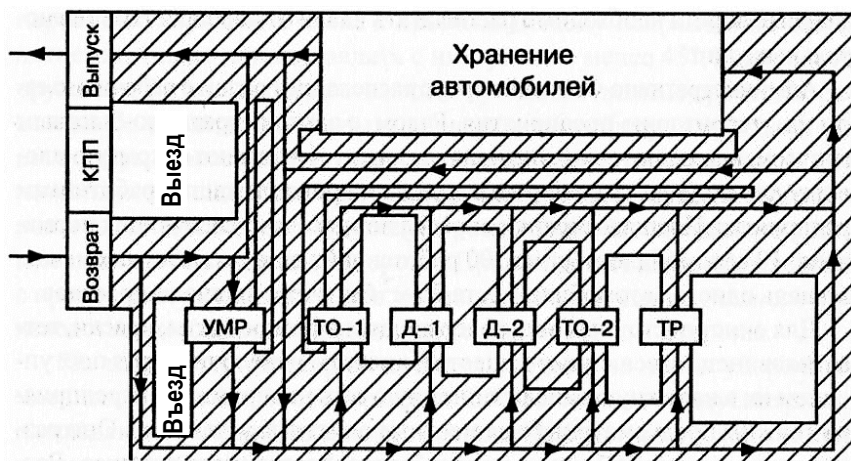 Выпуск
КПП
Возврат
Выезд
Въезд
Хранение
автомобилей
УМР
ТО-1
Д-1
Д-2
ТО-2
ТР